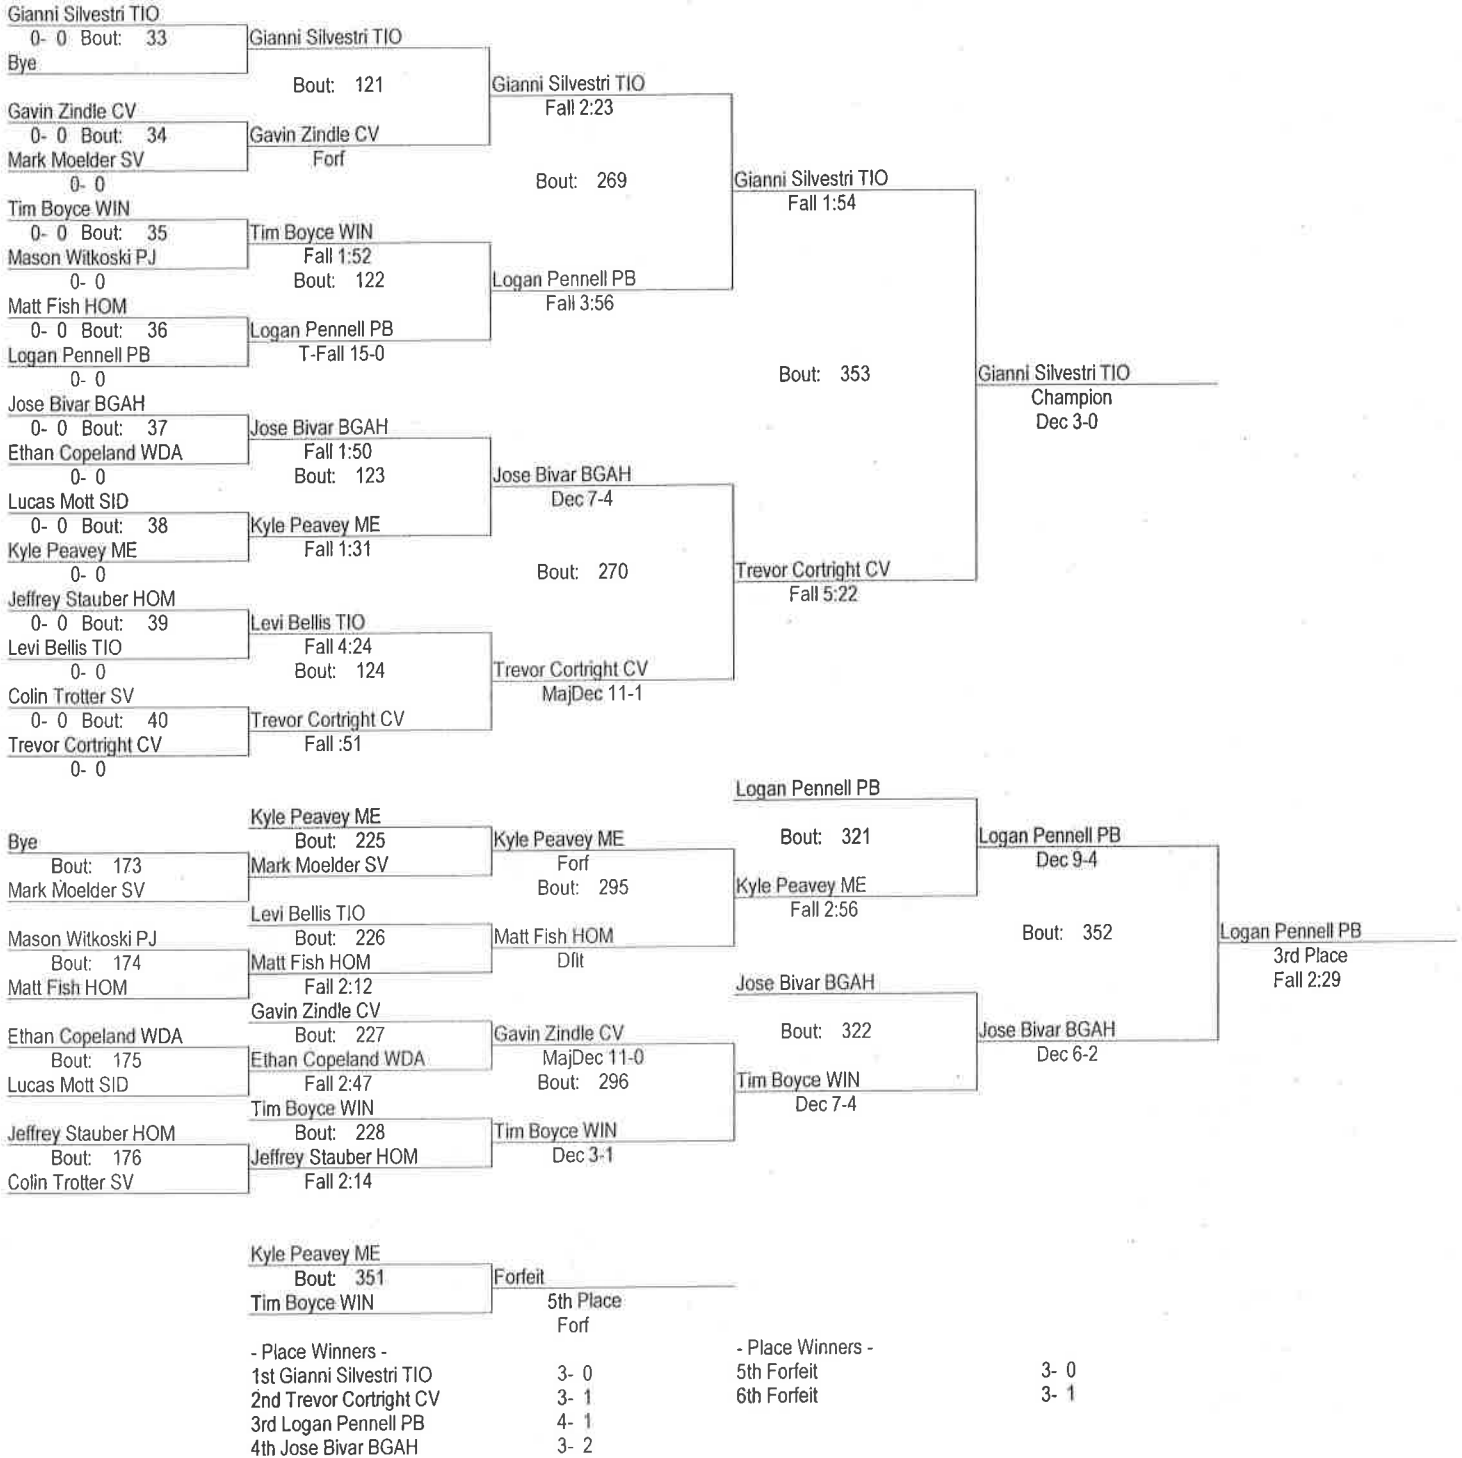 Gianni Silvestri TIO
0- 0 Bout: 33
Bye
Gianni Silvestri TIO
Bout: 121
Gavin Zindle CV
0- 0 Bout: 34
Mark Moelder SV
0- 0
Gavin Zindle CV
Forf
Gianni Silvestri TIO
Fall 2:23
Bout: 269
Tim Boyce WIN
0- 0 Bout: 35
Mason Witkoski PJ
0- 0
Tim Boyce WIN
Fall 1:52
Bout: 122
Matt Fish HOM
0- 0 Bout: 36
Logan Pennell PB
0- 0
Logan Pennell PB
T-Fall 15-0
Logan Pennell PB
Fall 3:56
Gianni Silvestri TIO
Fall 1:54
Bout: 353
Jose Bivar BGAH
0- 0 Bout: 37
Ethan Copeland WDA
0- 0
Jose Bivar BGAH
Fall 1:50
Bout: 123
Lucas Mott SID
0- 0 Bout: 38
Kyle Peavey ME
0- 0
Kyle Peavey ME
Fall 1:31
Jose Bivar BGAH
Dec 7-4
Bout: 270
Jeffrey Stauber HOM
0- 0 Bout: 39
Levi Bellis TIO
0- 0
Levi Bellis TIO
Fall 4:24
Bout: 124
Colin Trotter SV
0- 0 Bout: 40
Trevor Cortright CV
0- 0
Trevor Cortright CV
Fall :51
Trevor Cortright CV
MajDec 11-1
Trevor Cortright CV
Fall 5:22
Gianni Silvestri TIO
Champion
Dec 3-0
Bye
Bout: 173
Mark Moelder SV
Kyle Peavey ME
Bout: 225
Mark Moelder SV
Kyle Peavey ME
Forf
Bout: 295
Mason Witkoski PJ
Bout: 174
Matt Fish HOM
Levi Bellis TIO
Bout: 226
Matt Fish HOM
Fall 2:12
Matt Fish HOM
Dflt
Logan Pennell PB
Bout: 321
Kyle Peavey ME
Fall 2:56
Logan Pennell PB
Dec 9-4
Bout: 352
Ethan Copeland WDA
Bout: 175
Lucas Mott SID
Gavin Zindle CV
Bout: 227
Ethan Copeland WDA
Fall 2:47
Gavin Zindle CV
MajDec 11-0
Bout: 296
Jeffrey Stauber HOM
Bout: 176
Colin Trotter SV
Tim Boyce WIN
Bout: 228
Jeffrey Stauber HOM
Fall 2:14
Tim Boyce WIN
Dec 3-1
Jose Bivar BGAH
Bout: 322
Tim Boyce WIN
Dec 7-4
Jose Bivar BGAH
Dec 6-2
Logan Pennell PB
3rd Place
Fall 2:29
Kyle Peavey ME
Bout: 351
Tim Boyce WIN
Forfeit
5th Place
Forf
- Place Winners -
1st Gianni Silvestri TIO 3- 0
2nd Trevor Cortright CV 3- 1
3rd Logan Pennell PB 4- 1
4th Jose Bivar BGAH 3- 2
- Place Winners -
5th Forfeit 3- 0
6th Forfeit 3- 1